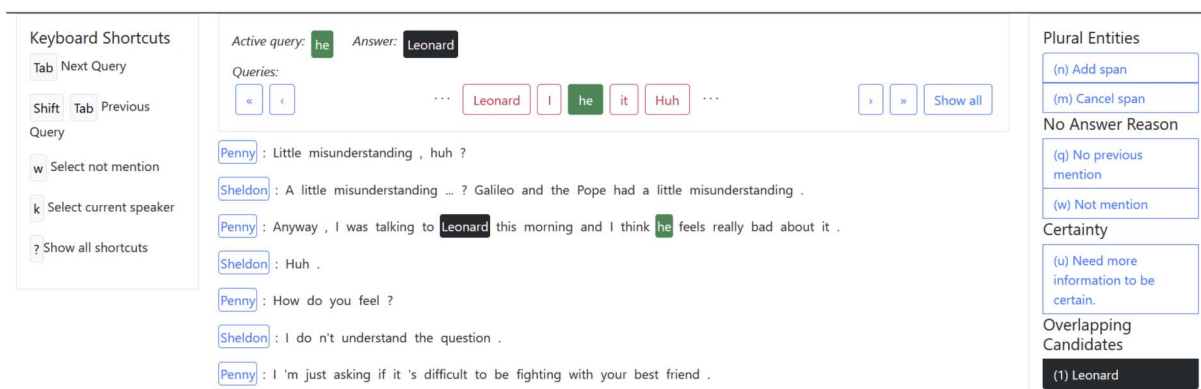 Keyboard Shortcuts
Tab Next Query
Shift Tab Previous
Query
w Select not mention
k Select current speaker
? Show all shortcuts
Active query: he Answer: Leonard
Queries:
« ‹ ... Leonard I he it Huh ... › » Show all
Penny : Little misunderstanding , huh ?
Sheldon : A little misunderstanding ... ? Galileo and the Pope had a little misunderstanding .
Penny : Anyway , I was talking to Leonard this morning and I think he feels really bad about it .
Sheldon : Huh .
Penny : How do you feel ?
Sheldon : I do n't understand the question .
Penny : I 'm just asking if it 's difficult to be fighting with your best friend .
Plural Entities
(n) Add span
(m) Cancel span
No Answer Reason
(q) No previous
mention
(w) Not mention
Certainty
(u) Need more
information to be
certain.
Overlapping
Candidates
(1) Leonard